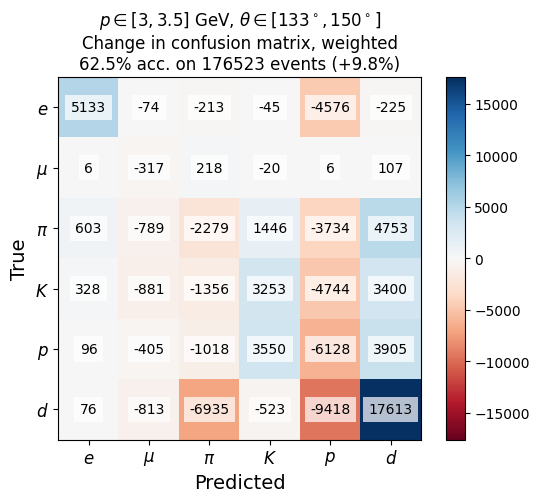 p ∈ [3, 3.5] GeV, θ ∈ [133°, 150°]
Change in confusion matrix, weighted
62.5% acc. on 176523 events (+9.8%)
e 5133 -74 -213 -45 -4576 -225
μ 6 -317 218 -20 6 107
π 603 -789 -2279 1446 -3734 4753
K 328 -881 -1356 3253 -4744 3400
p 96 -405 -1018 3550 -6128 3905
d 76 -813 -6935 -523 -9418 17613
e μ π K p d
True
Predicted
15000
10000
5000
0
−5000
−10000
−15000